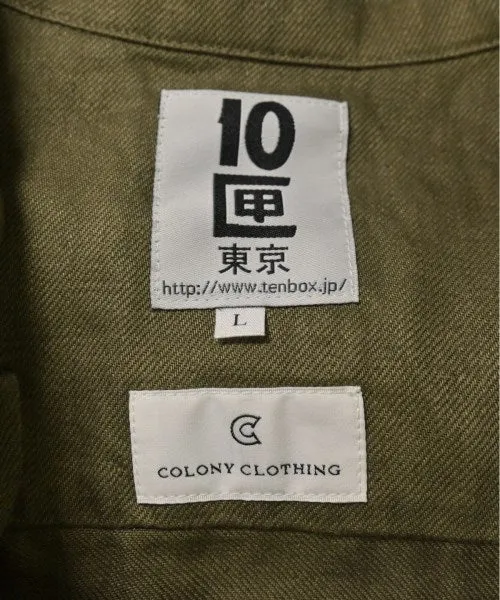 10
匣
東京
http://www.tenbox.jp/
L
C
COLONY CLOTHING